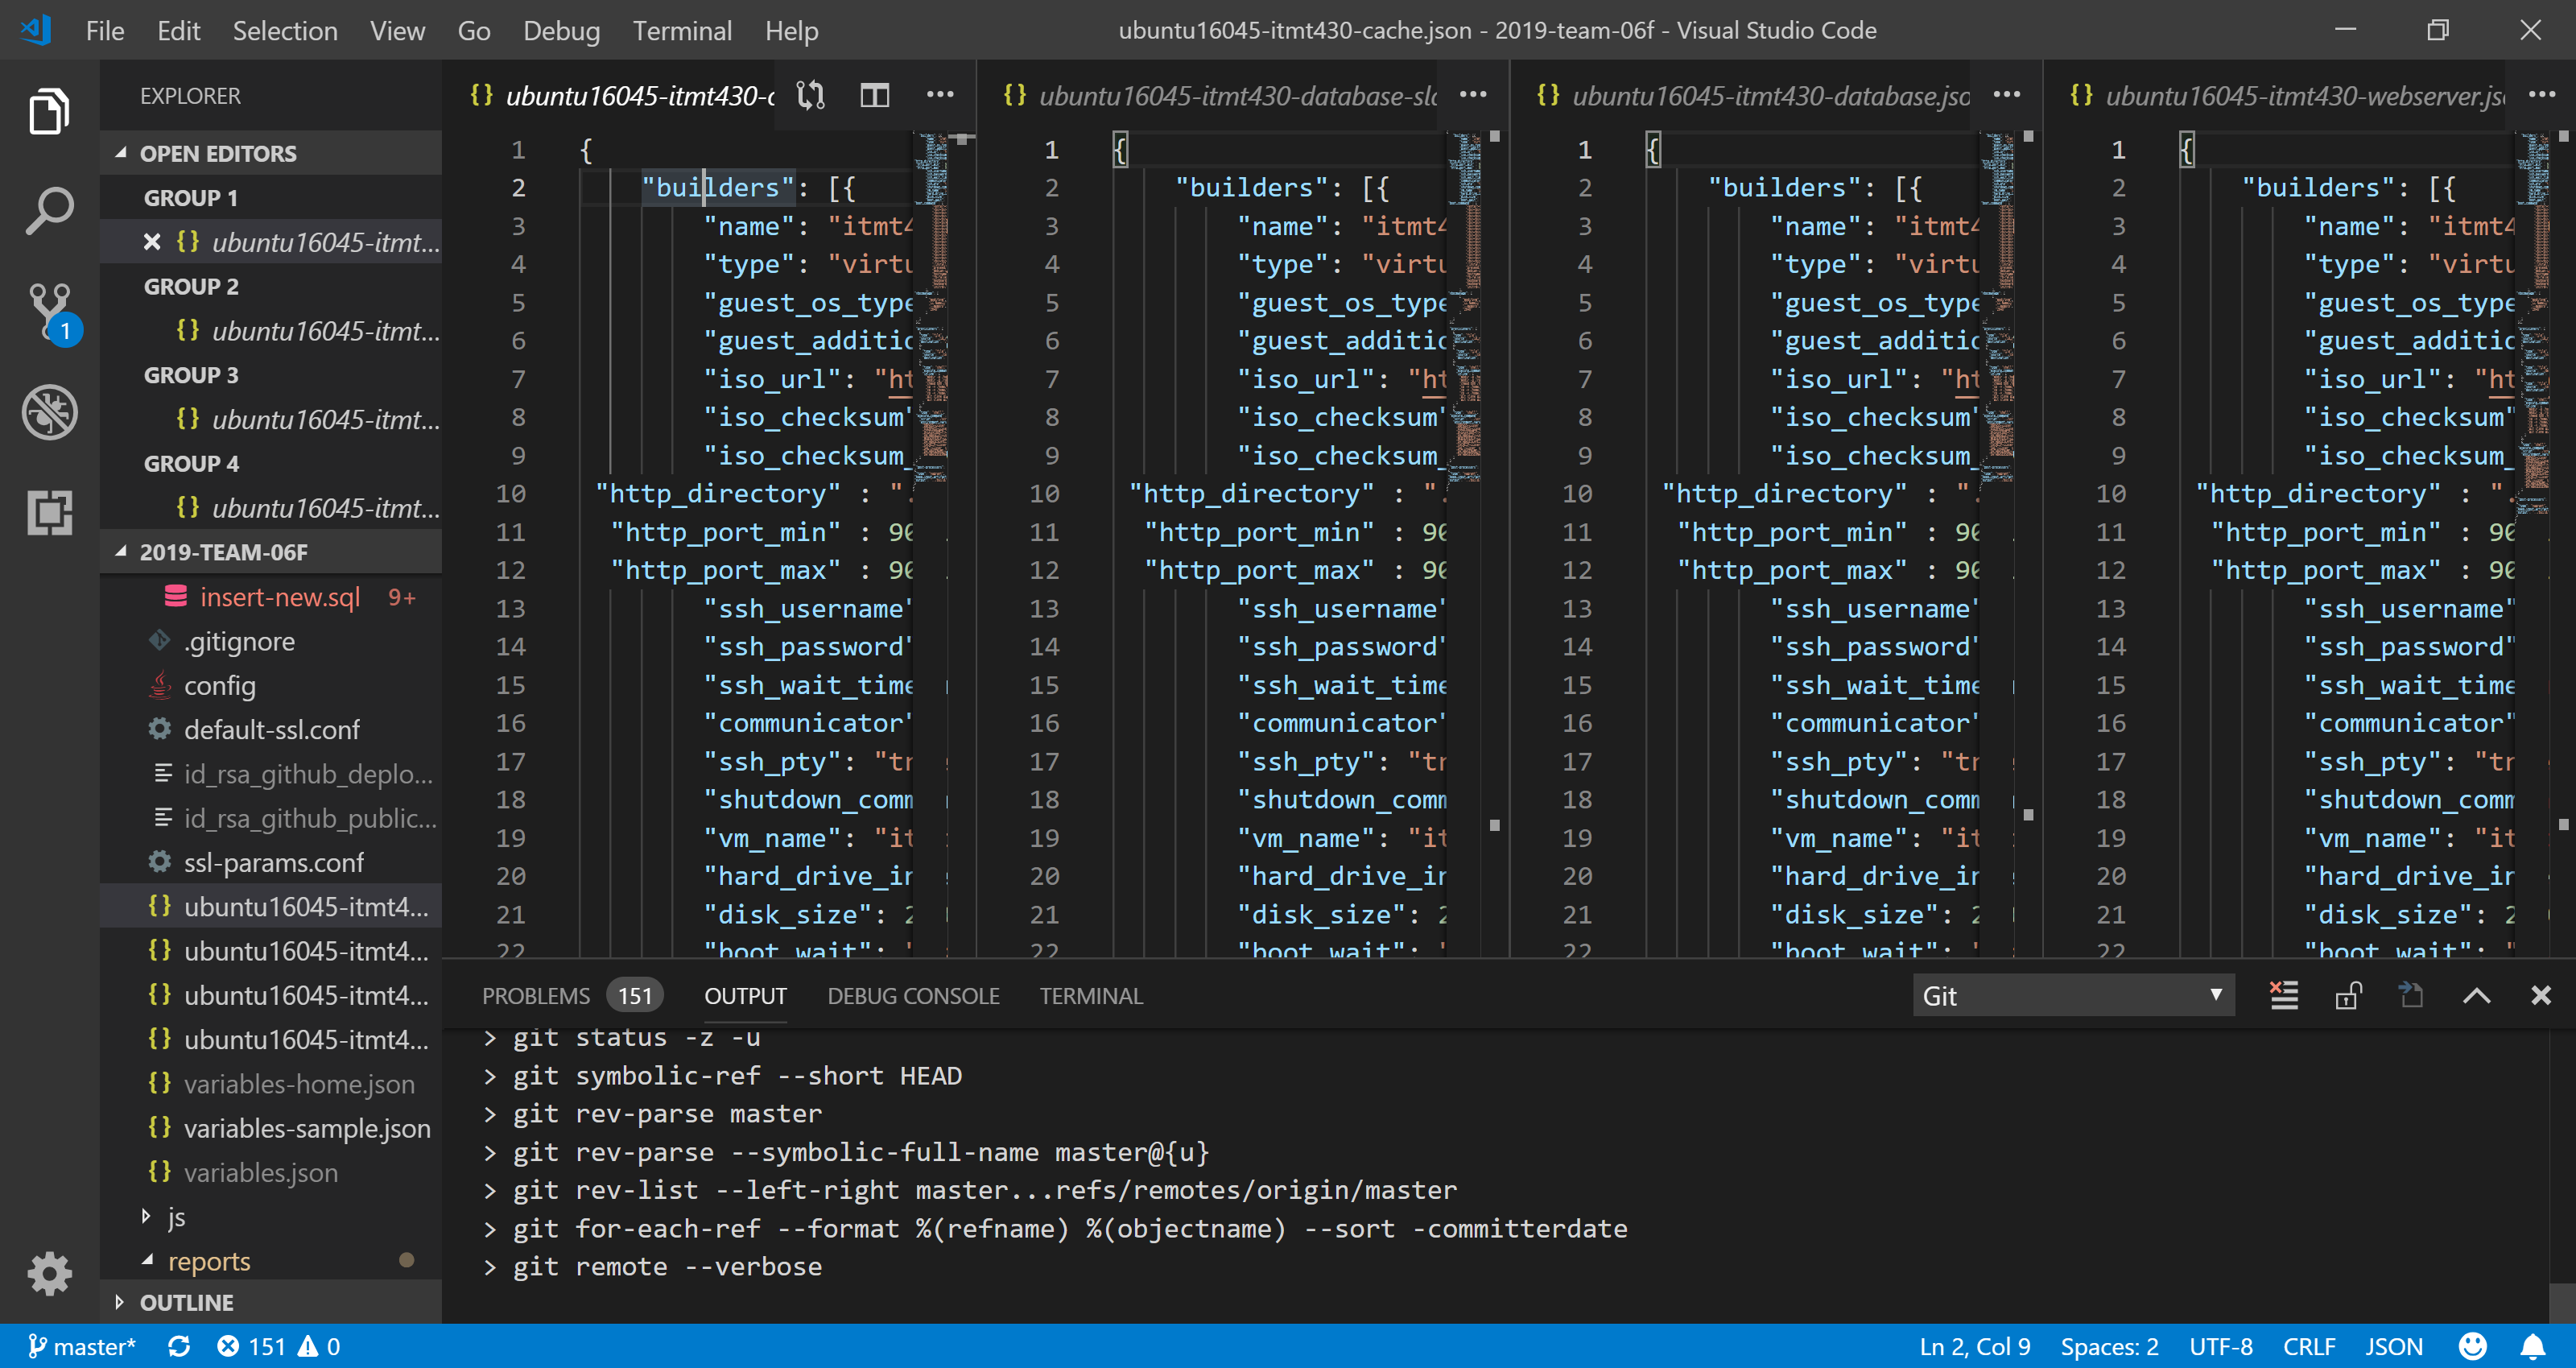 File Edit Selection View Go Debug Terminal Help
ubuntu16045-itmt430-cache.json - 2019-team-06f - Visual Studio Code
EXPLORER
OPEN EDITORS
GROUP 1
{} ubuntu16045-itmt...
GROUP 2
{} ubuntu16045-itmt...
GROUP 3
{} ubuntu16045-itmt...
GROUP 4
{} ubuntu16045-itmt...
2019-TEAM-06F
insert-new.sql 9+
.gitignore
config
default-ssl.conf
id_rsa_github_deplo...
id_rsa_github_public...
ssl-params.conf
{} ubuntu16045-itmt4...
{} ubuntu16045-itmt4...
{} ubuntu16045-itmt4...
{} ubuntu16045-itmt4...
{} variables-home.json
{} variables-sample.json
{} variables.json
js
reports
OUTLINE
1
{} ubuntu16045-itmt430-c
1 {
2 "builders": [{
3 "name": "itmt4
4 "type": "virtu
5 "guest_os_type
6 "guest_additic
7 "iso_url": "ht
8 "iso_checksum"
9 "iso_checksum_
10 "http_directory" : ".
11 "http_port_min" : 90
12 "http_port_max" : 90
13 "ssh_username"
14 "ssh_password"
15 "ssh_wait_time
16 "communicator"
17 "ssh_pty": "tr
18 "shutdown_comm
19 "vm_name": "it
20 "hard_drive_in
21 "disk_size": 2
22 "boot_wait": "
{} ubuntu16045-itmt430-database-sla
1 {
2 "builders": [{
3 "name": "itmt4
4 "type": "virtu
5 "guest_os_type
6 "guest_additic
7 "iso_url": "ht
8 "iso_checksum"
9 "iso_checksum_
10 "http_directory" : ".
11 "http_port_min" : 90
12 "http_port_max" : 90
13 "ssh_username"
14 "ssh_password"
15 "ssh_wait_time
16 "communicator"
17 "ssh_pty": "tr
18 "shutdown_comm
19 "vm_name": "it
20 "hard_drive_in
21 "disk_size": 2
22 "boot_wait": "
{} ubuntu16045-itmt430-database.jso
1 {
2 "builders": [{
3 "name": "itmt4
4 "type": "virtu
5 "guest_os_type
6 "guest_additic
7 "iso_url": "ht
8 "iso_checksum"
9 "iso_checksum_
10 "http_directory" : ".
11 "http_port_min" : 90
12 "http_port_max" : 90
13 "ssh_username"
14 "ssh_password"
15 "ssh_wait_time
16 "communicator"
17 "ssh_pty": "tr
18 "shutdown_comm
19 "vm_name": "it
20 "hard_drive_in
21 "disk_size": 2
22 "boot_wait": "
{} ubuntu16045-itmt430-webserver.jso
1 {
2 "builders": [{
3 "name": "itmt4
4 "type": "virtu
5 "guest_os_type
6 "guest_additic
7 "iso_url": "ht
8 "iso_checksum"
9 "iso_checksum_
10 "http_directory" : ".
11 "http_port_min" : 90
12 "http_port_max" : 90
13 "ssh_username"
14 "ssh_password"
15 "ssh_wait_time
16 "communicator"
17 "ssh_pty": "tr
18 "shutdown_comm
19 "vm_name": "it
20 "hard_drive_in
21 "disk_size": 2
22 "boot_wait": "
PROBLEMS 151 OUTPUT DEBUG CONSOLE TERMINAL Git
> git status -z -u
> git symbolic-ref --short HEAD
> git rev-parse master
> git rev-parse --symbolic-full-name master@{u}
> git rev-list --left-right master...refs/remotes/origin/master
> git for-each-ref --format %(refname) %(objectname) --sort -committerdate
> git remote --verbose
master* 151 0 Ln 2, Col 9 Spaces: 2 UTF-8 CRLF JSON